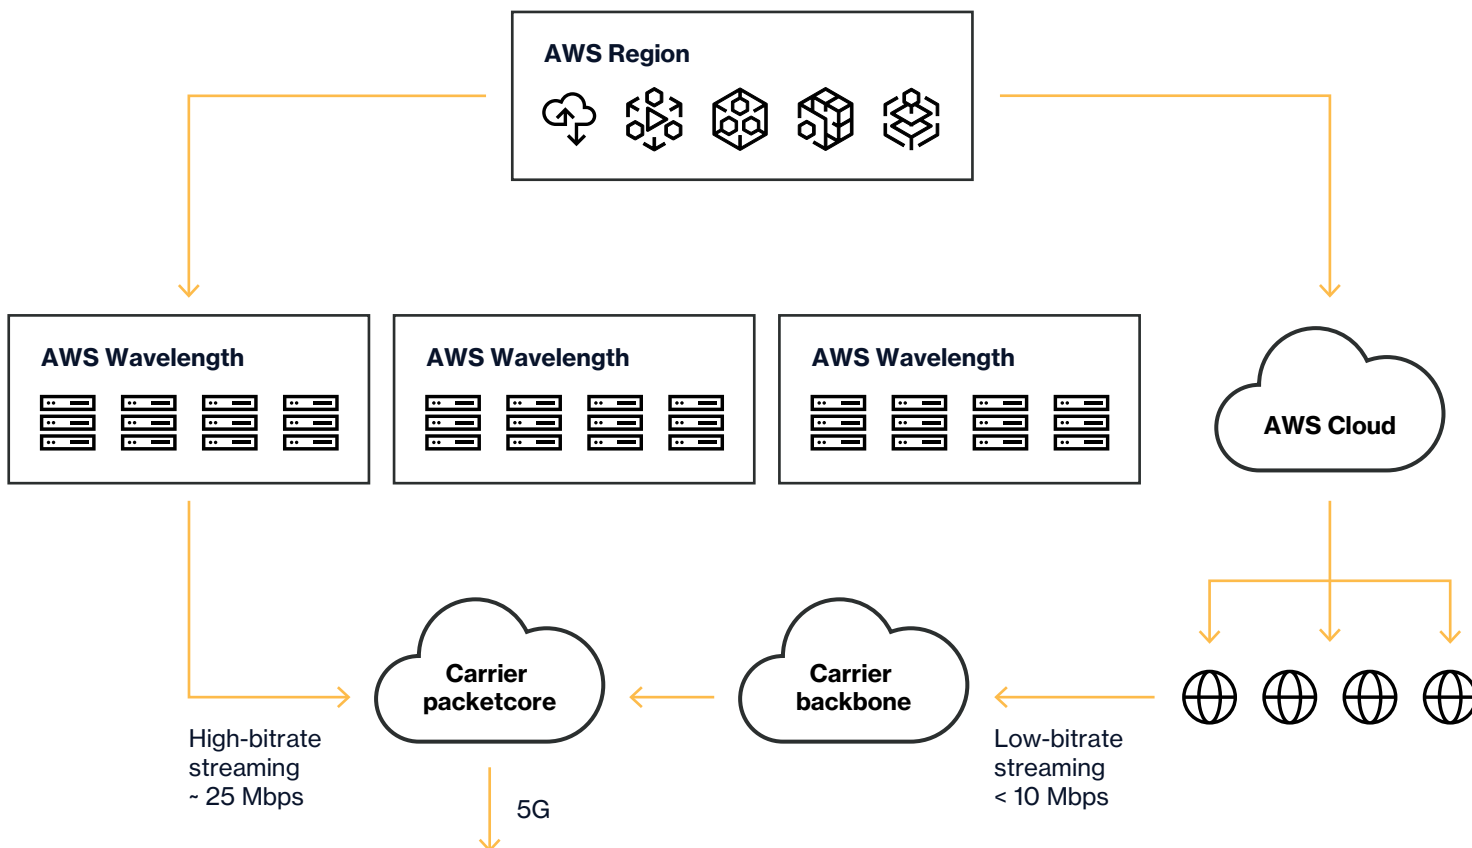 AWS Region
AWS Wavelength
AWS Wavelength
AWS Wavelength
AWS Cloud
Carrier
packetcore
Carrier
backbone
High-bitrate
streaming
~ 25 Mbps
Low-bitrate
streaming
< 10 Mbps
5G